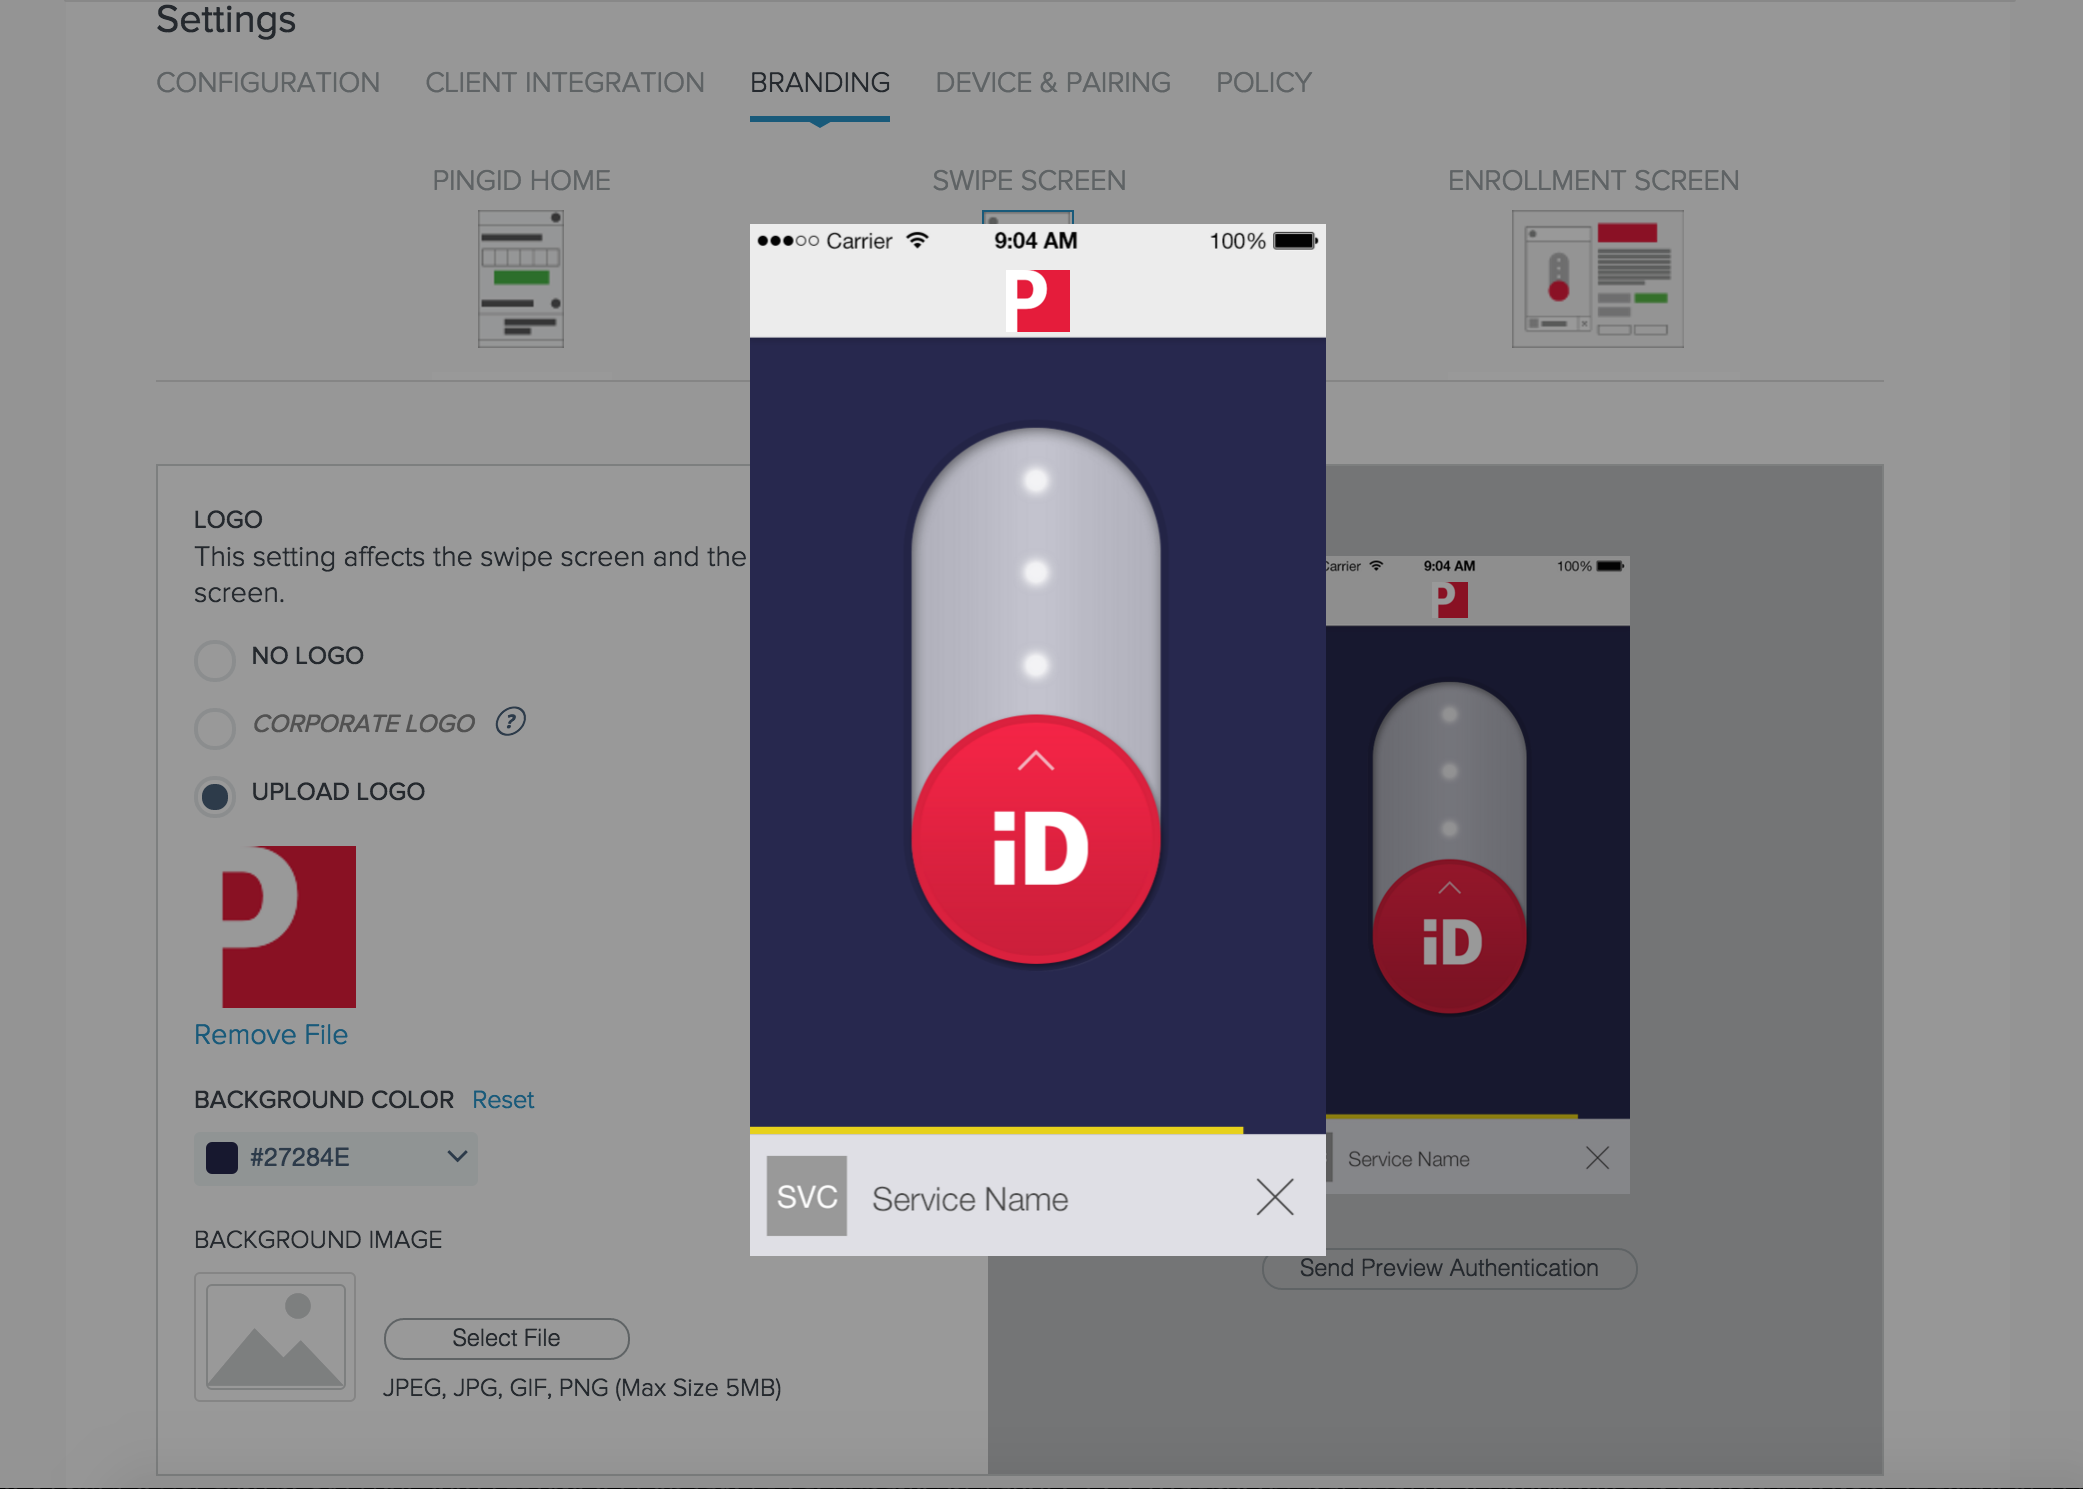 Settings
CONFIGURATION
CLIENT INTEGRATION
BRANDING
DEVICE & PAIRING
POLICY
PINGID HOME
SWIPE SCREEN
ENROLLMENT SCREEN
Carrier
9:04 AM
100%
P
LOGO
This setting affects the swipe screen and the
screen.
NO LOGO
CORPORATE LOGO ?
UPLOAD LOGO
P
Remove File
BACKGROUND COLOR Reset
#27284E
BACKGROUND IMAGE
Select File
JPEG, JPG, GIF, PNG (Max Size 5MB)
iD
SVC
Service Name
Carrier
9:04 AM
100%
P
iD
Service Name
Send Preview Authentication